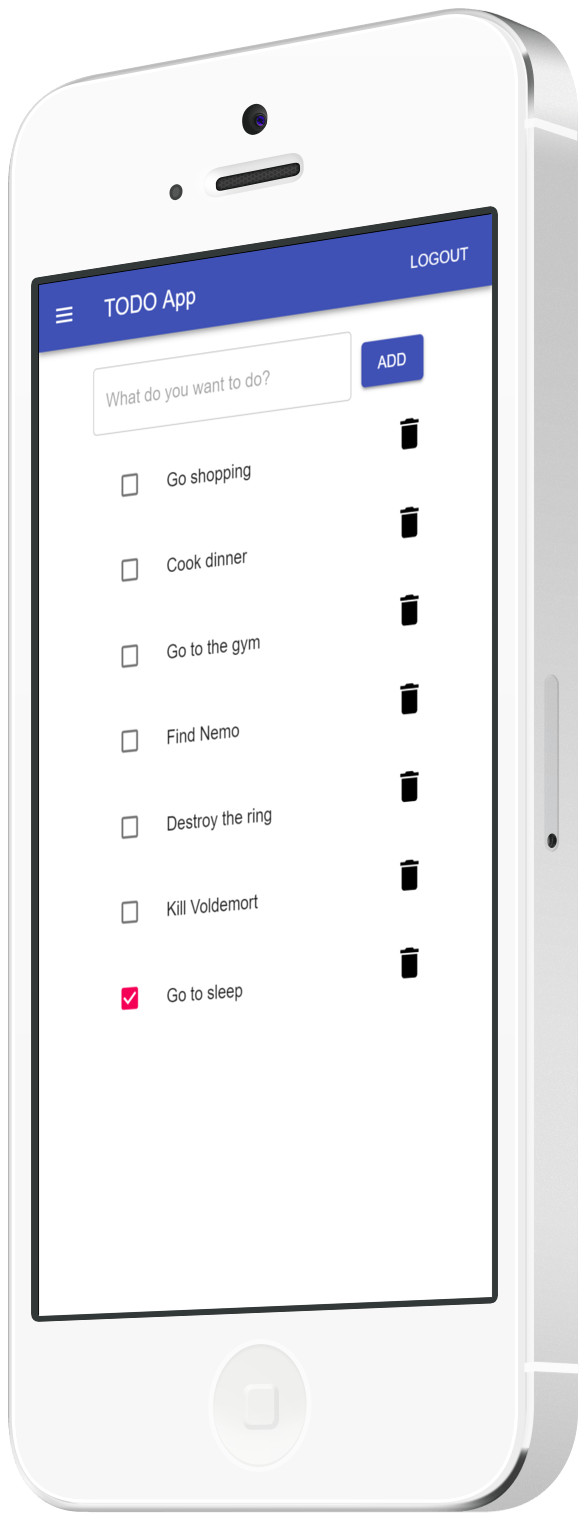 TODO App
LOGOUT
What do you want to do?
ADD
Go shopping
Cook dinner
Go to the gym
Find Nemo
Destroy the ring
Kill Voldemort
Go to sleep